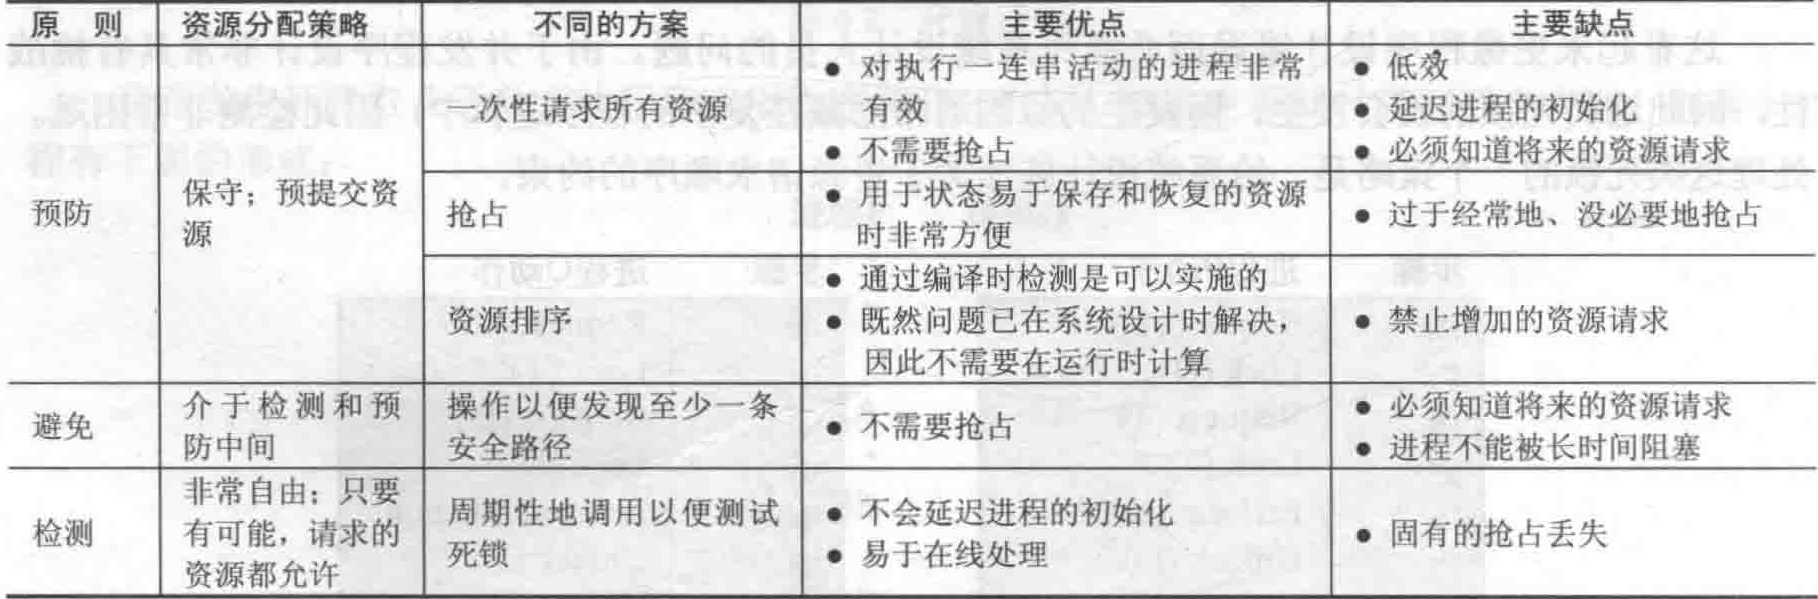 原 则 资源分配策略 不同的方案 主要优点 主要缺点
预防
保守；预提交资
源
一次性请求所有资源
● 对执行一连串活动的进程非常
有效
● 不需要抢占
● 低效
● 延迟进程的初始化
● 必须知道将来的资源请求
抢占
● 用于状态易于保存和恢复的资源
时非常方便
● 过于经常地、没必要地抢占
资源排序
● 通过编译时检测是可以实施的
● 既然问题已在系统设计时解决，
因此不需要在运行时计算
● 禁止增加的资源请求
避免
介于检测和预
防中间
操作以便发现至少一条
安全路径
● 不需要抢占
● 必须知道将来的资源请求
● 进程不能被长时间阻塞
检测
非常自由；只要
有可能，请求的
资源都允许
周期性地调用以便测试
死锁
● 不会延迟进程的初始化
● 易于在线处理
● 固有的抢占丢失